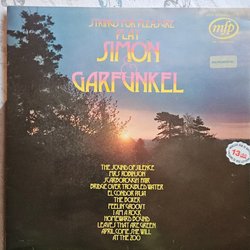 STRINGS FOR PLEASURE
PLAY
SIMON
&
GARFUNKEL
mfp
THE SOUND OF SILENCE
MRS ROBINSON
SCARBOROUGH FAIR
BRIDGE OVER TROUBLED WATER
EL CONDOR PASA
THE BOXER
FEELIN' GROOVY
I AM A ROCK
HOMEWARD BOUND
LEAVES THAT ARE GREEN
APRIL COME SHE WILL
AT THE ZOO